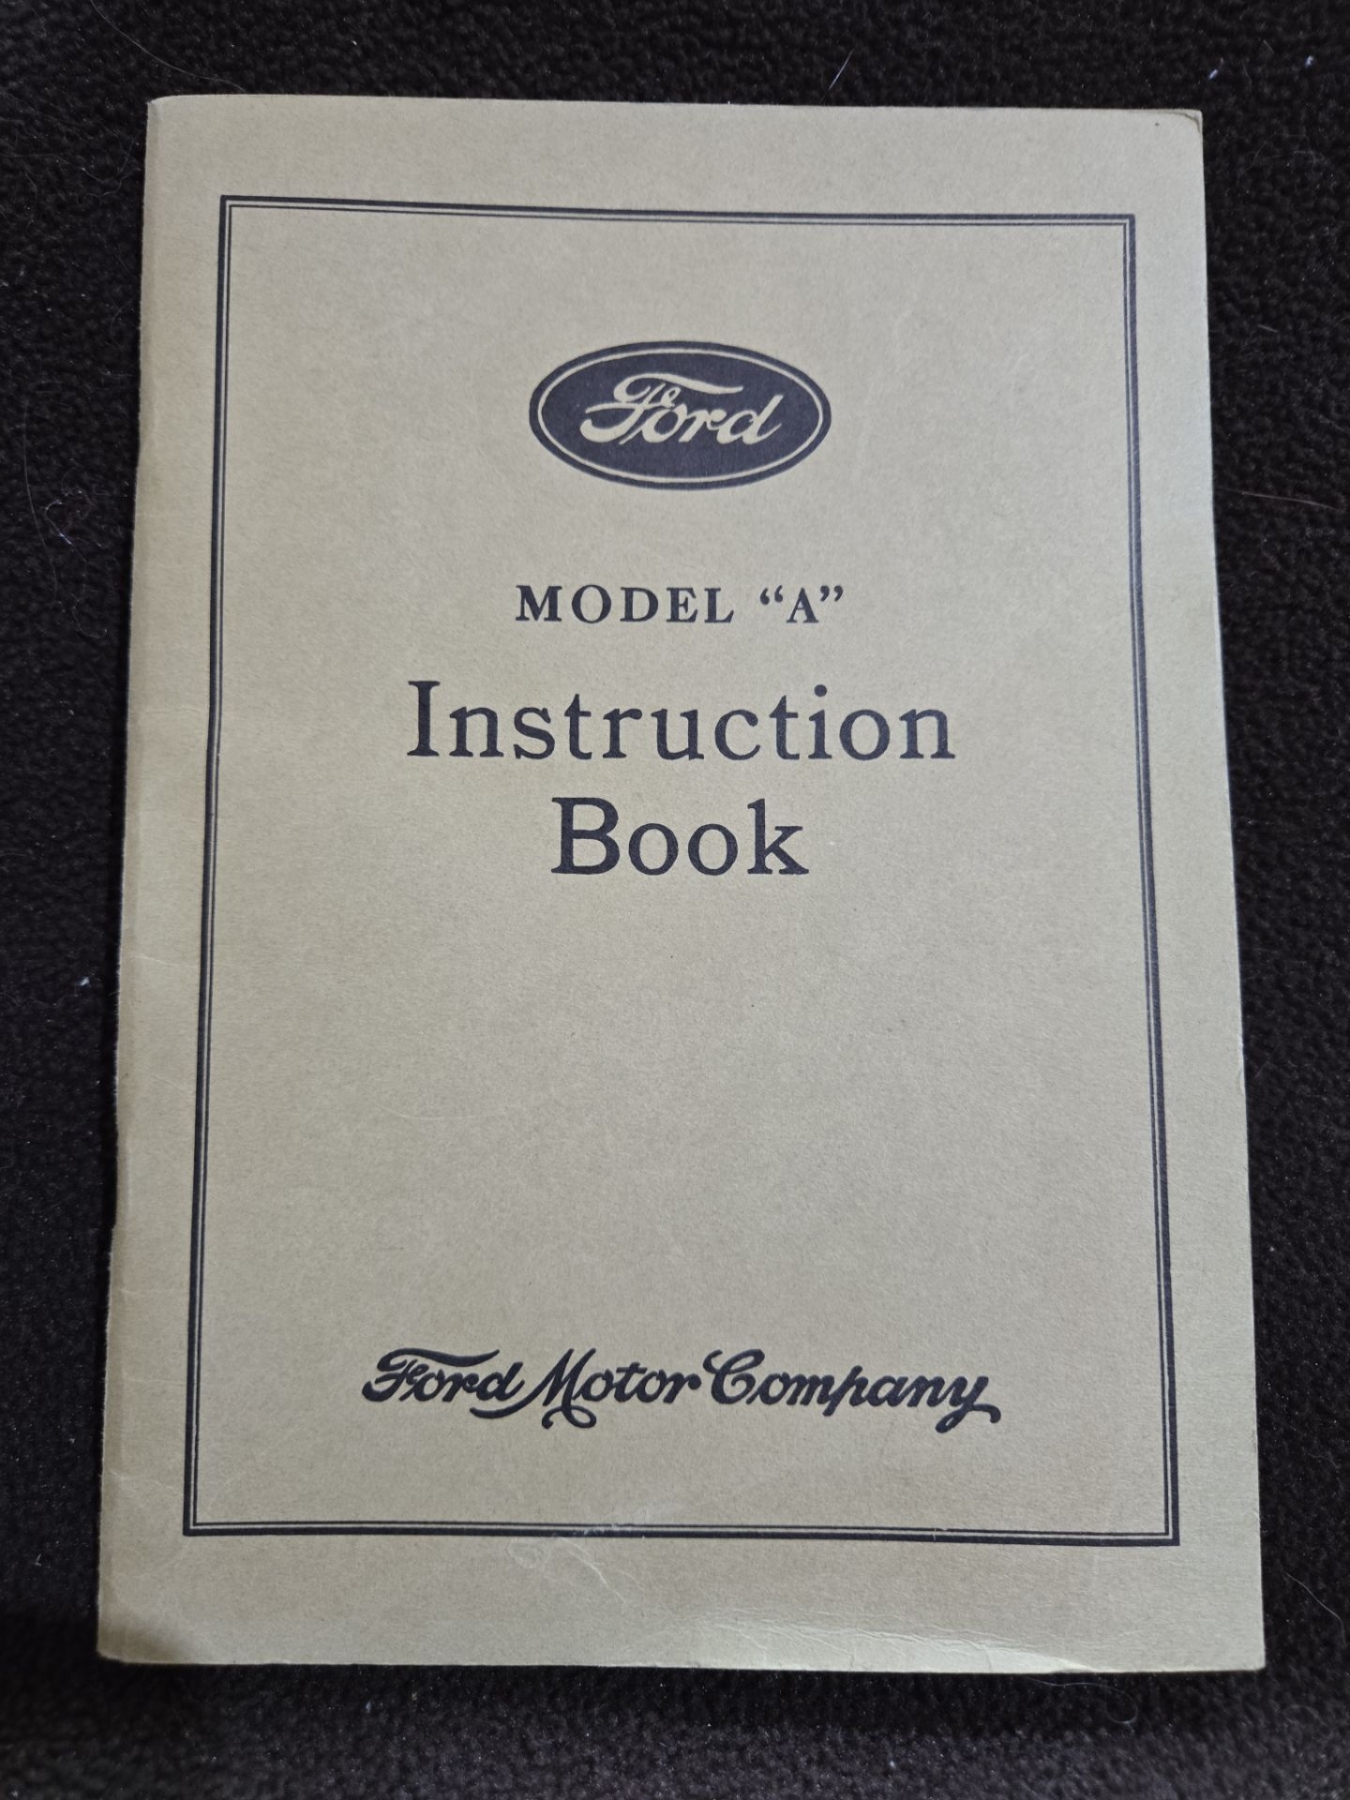 Ford
MODEL “A”
Instruction
Book
Ford Motor Company